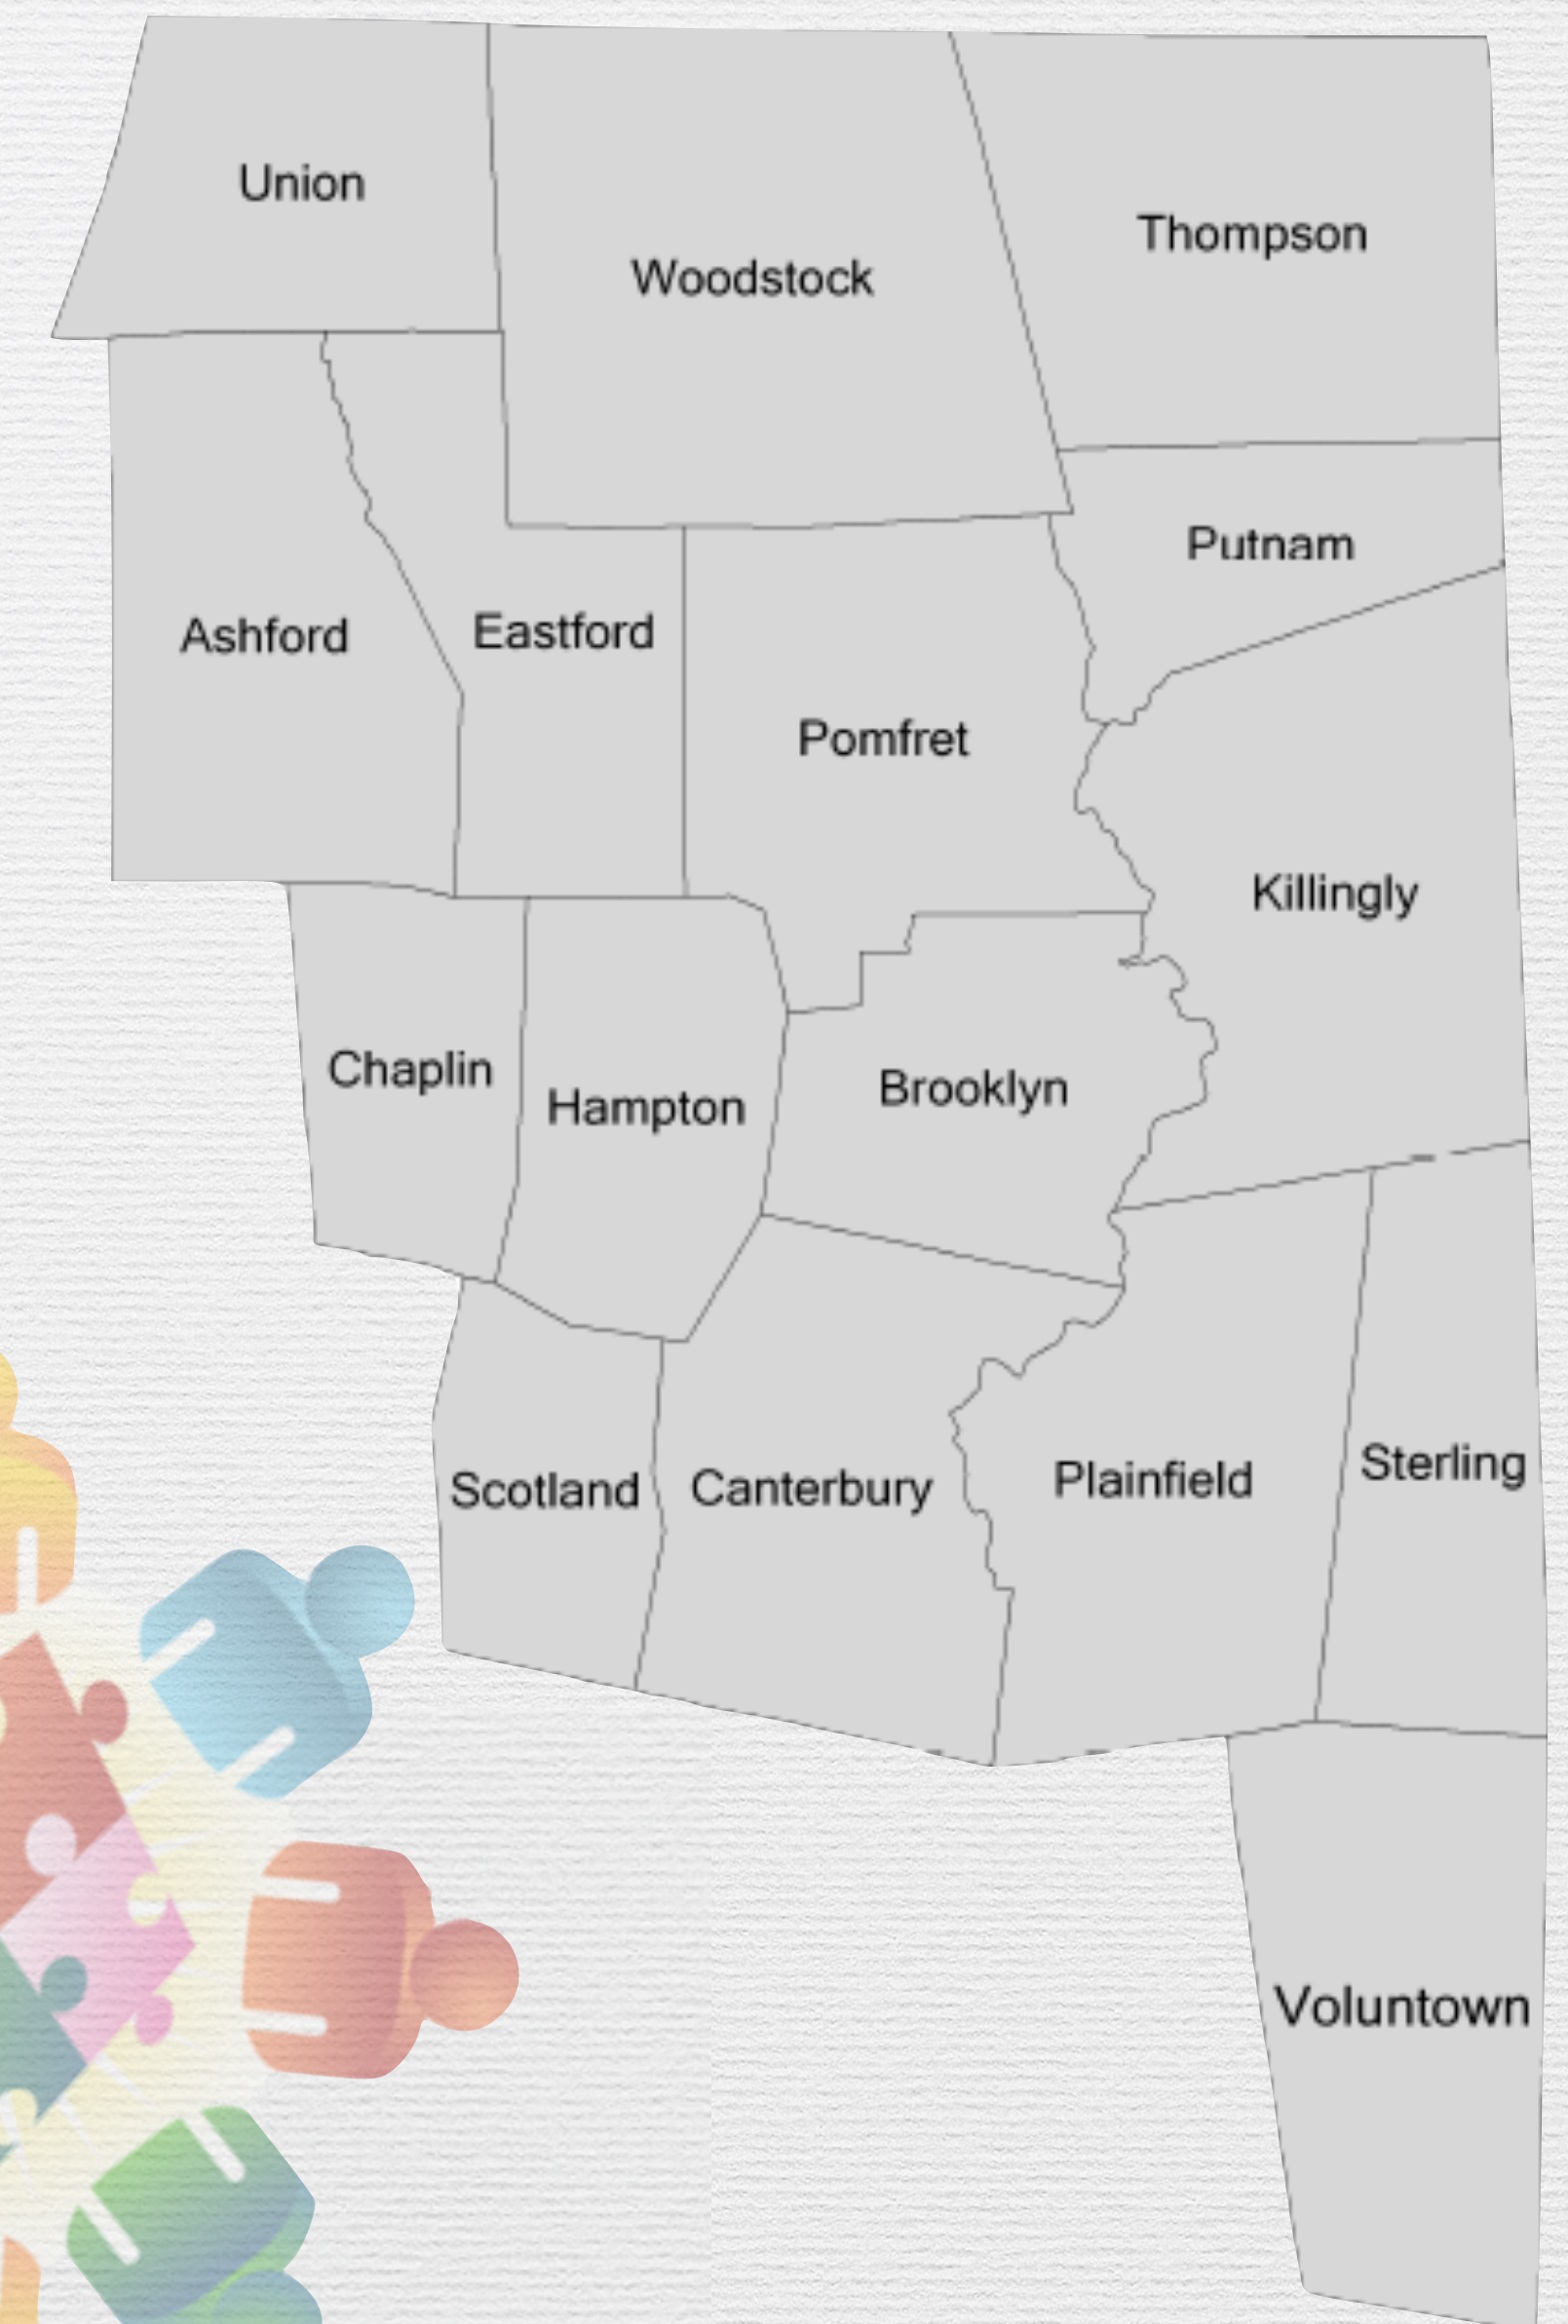 Union
Thompson
Woodstock
Putnam
Ashford
Eastford
Pomfret
Killingly
Chaplin
Hampton
Brooklyn
Scotland
Canterbury
Plainfield
Sterling
Voluntown